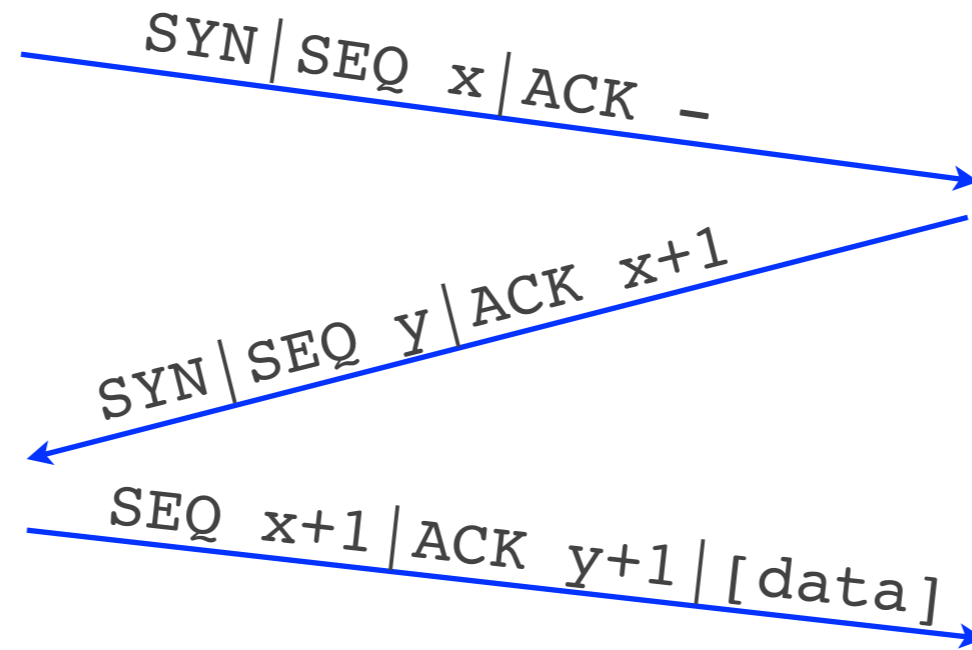 SYN|SEQ x|ACK -
SYN|SEQ y|ACK x+1
SEQ x+1|ACK y+1|[data]